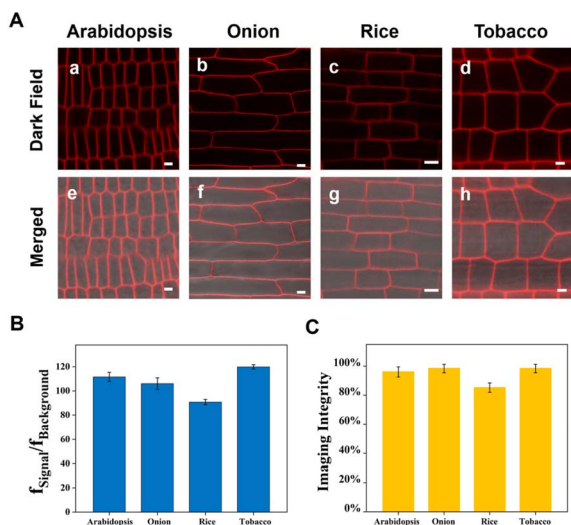 A
Arabidopsis Onion Rice Tobacco
Dark Field
a b c d
Merged
e f g h
B
f_Signal/f_Background
120
100
80
60
40
20
0
Arabidopsis Onion Rice Tobacco
C
Imaging Integrity
100%
80%
60%
40%
20%
0%
Arabidopsis Onion Rice Tobacco